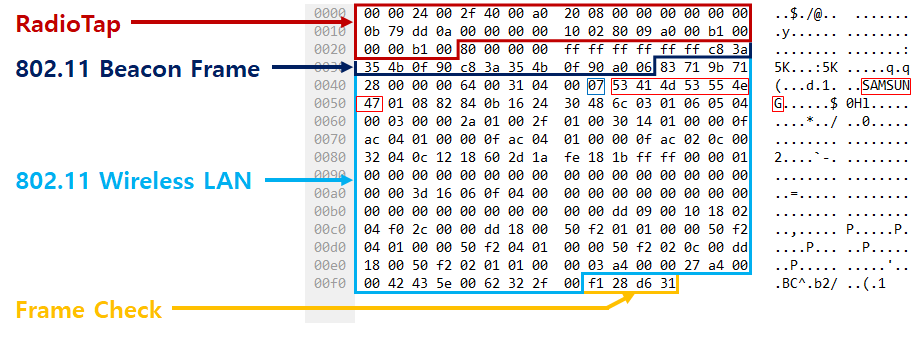 RadioTap
802.11 Beacon Frame
802.11 Wireless LAN
Frame Check
0000 00 00 24 00 2f 40 00 a0 20 08 00 00 00 00 00 00 ..$./@.. ........
0010 0b 79 dd 0a 00 00 00 00 10 02 80 09 a0 00 b1 00 .y...... ........
0020 00 00 b1 00 80 00 00 00 ff ff ff ff ff ff c8 3a ........ .......:
0030 35 4b 0f 90 c8 3a 35 4b 0f 90 a0 06 83 71 9b 71 5K...:5K .....q.q
0040 28 00 00 00 64 00 31 04 00 07 53 41 4d 53 55 4e (...d.1. ..SAMSUN
0050 47 01 08 82 84 0b 16 24 30 48 6c 03 01 06 05 04 G......$ 0Hl.....
0060 00 03 00 00 2a 01 00 2f 01 00 30 14 01 00 00 0f ....*../ ..0.....
0070 ac 04 01 00 00 0f ac 04 01 00 00 0f ac 02 0c 00 ........ ........
0080 32 04 0c 12 18 60 2d 1a fe 18 1b ff ff 00 00 01 2....`-. ........
0090 00 00 00 00 00 00 00 00 00 00 00 00 00 00 00 00 ........ ........
00a0 00 00 3d 16 06 0f 04 00 00 00 00 00 00 00 00 00 ..=..... ........
00b0 00 00 00 00 00 00 00 00 00 00 dd 09 00 10 18 02 ........ ........
00c0 04 f0 2c 00 00 dd 18 00 50 f2 01 01 00 00 50 f2 ..,..... P.....P.
00d0 04 01 00 00 50 f2 04 01 00 00 50 f2 02 0c 00 dd ....P... ..P.....
00e0 18 00 50 f2 02 01 01 00 00 03 a4 00 00 27 a4 00 ..P..... .....'..
00f0 00 42 43 5e 00 62 32 2f 00 f1 28 d6 31 .BC^.b2/ ..(.1